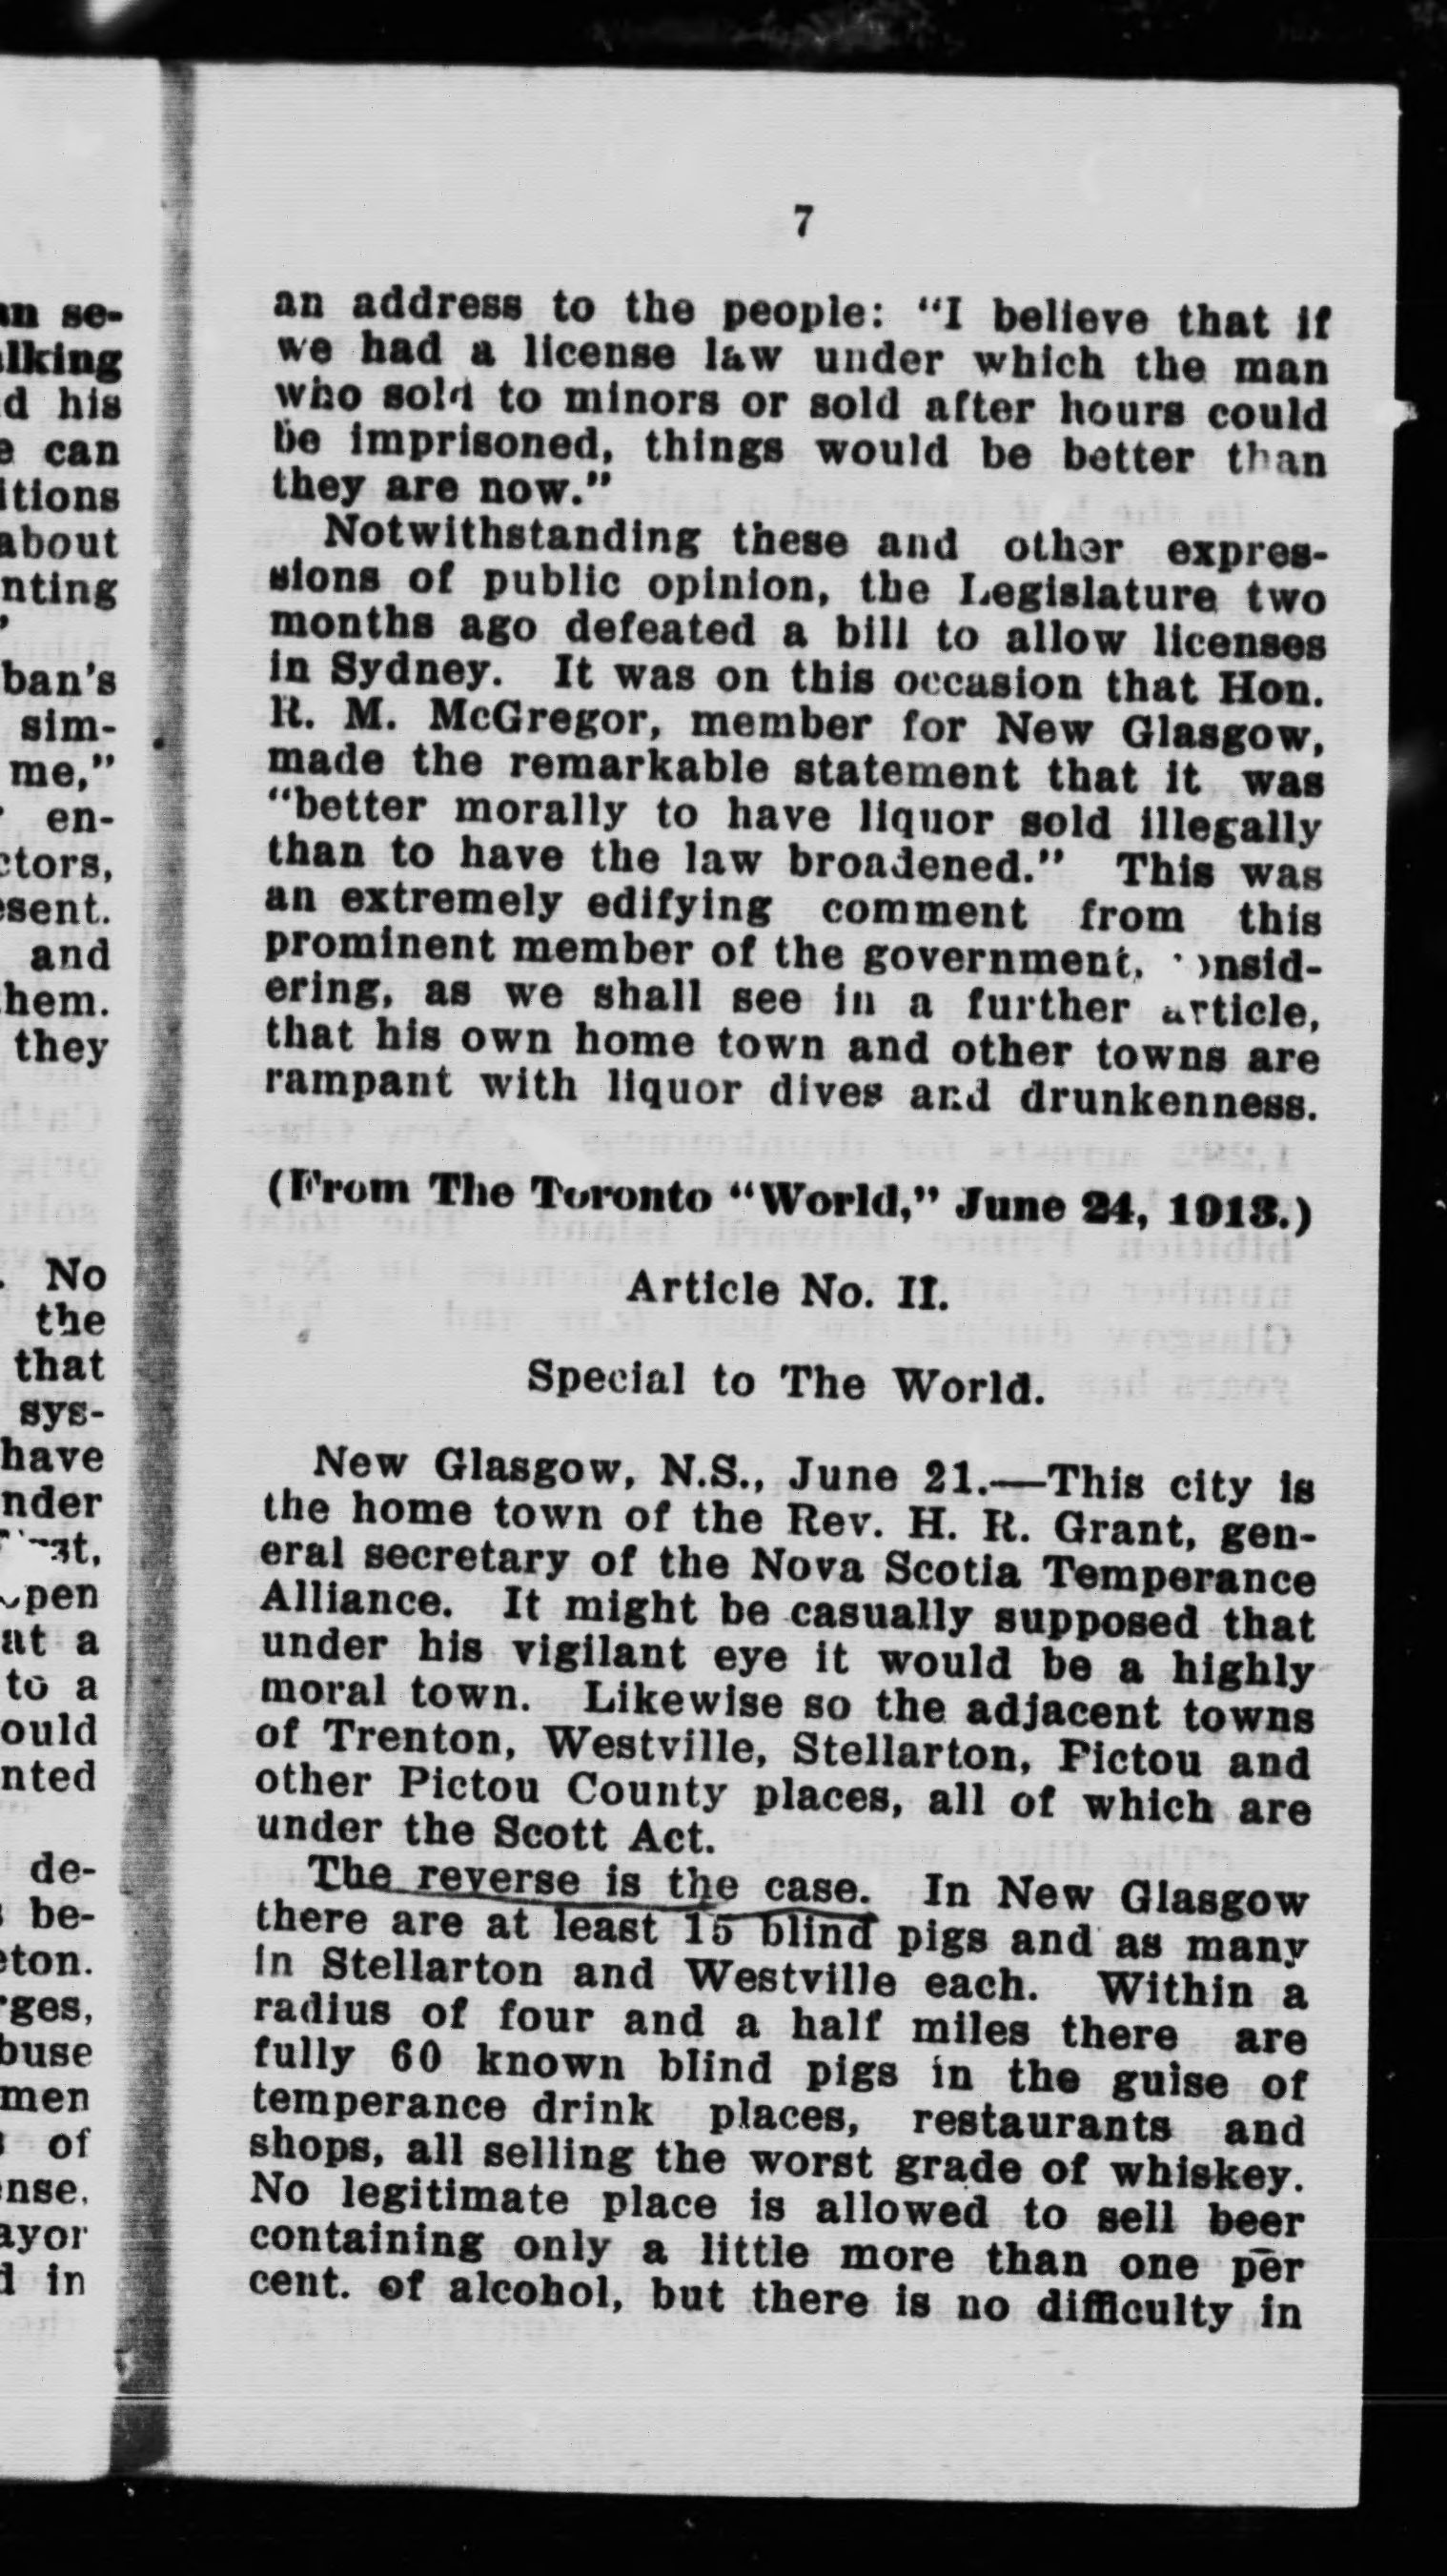 7
an address to the people: "I believe that if
we had a license law under which the man
who sold to minors or sold after hours could
be imprisoned, things would be better than
they are now."
Notwithstanding these and other expres-
sions of public opinion, the Legislature two
months ago defeated a bill to allow licenses
in Sydney. It was on this occasion that Hon.
R. M. McGregor, member for New Glasgow,
made the remarkable statement that it was
"better morally to have liquor sold illegally
than to have the law broadened." This was
an extremely edifying comment from this
prominent member of the government, consid-
ering, as we shall see in a further article,
that his own home town and other towns are
rampant with liquor dives and drunkenness.
(From The Toronto "World," June 24, 1913.)
Article No. II.
Special to The World.
New Glasgow, N.S., June 21.—This city is
the home town of the Rev. H. R. Grant, gen-
eral secretary of the Nova Scotia Temperance
Alliance. It might be casually supposed that
under his vigilant eye it would be a highly
moral town. Likewise so the adjacent towns
of Trenton, Westville, Stellarton, Pictou and
other Pictou County places, all of which are
under the Scott Act.
The reverse is the case. In New Glasgow
there are at least 15 blind pigs and as many
in Stellarton and Westville each. Within a
radius of four and a half miles there are
fully 60 known blind pigs in the guise of
temperance drink places, restaurants and
shops, all selling the worst grade of whiskey.
No legitimate place is allowed to sell beer
containing only a little more than one per
cent. of alcohol, but there is no difficulty in